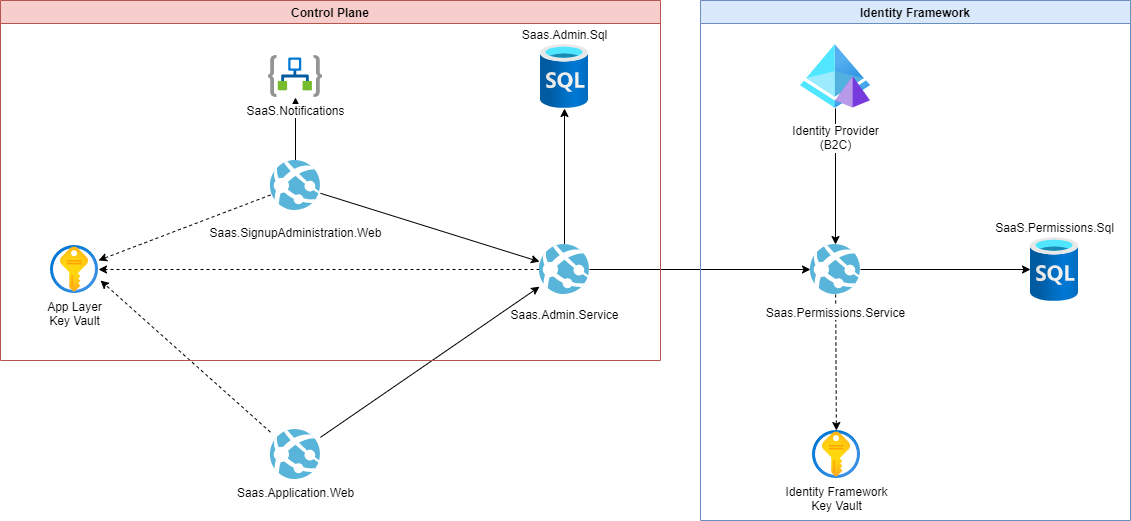 Control Plane
Identity Framework
Saas.Admin.Sql
SQL
SaaS.Notifications
Identity Provider
(B2C)
Saas.SignupAdministration.Web
SaaS.Permissions.Sql
SQL
App Layer
Key Vault
Saas.Admin.Service
Saas.Permissions.Service
Saas.Application.Web
Identity Framework
Key Vault